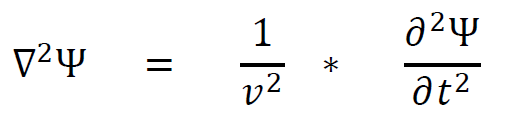 ∇²Ψ = 1/v² * ∂²Ψ/∂t²